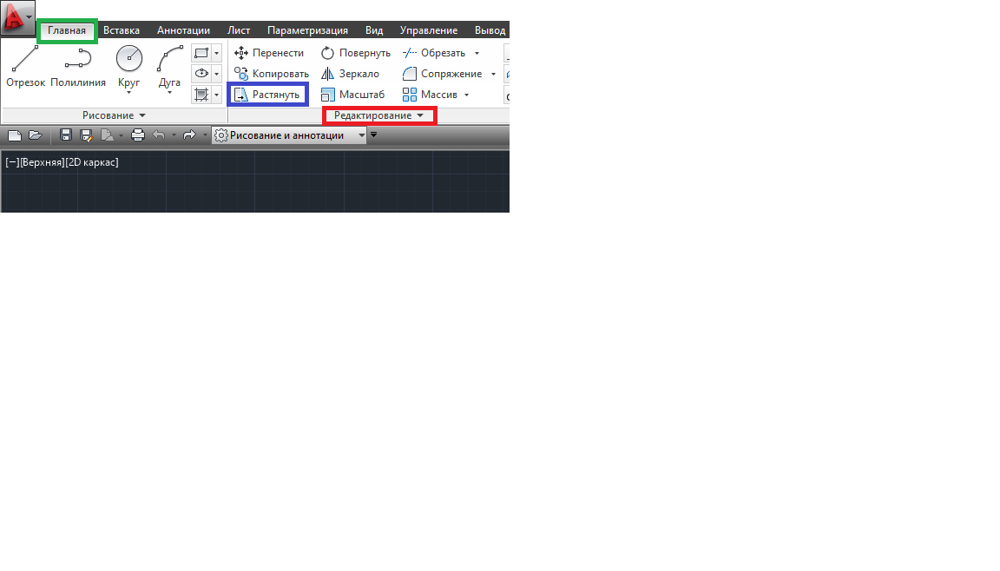 Главная Вставка Аннотации Лист Параметризация Вид Управление Вывод
Перенести Повернуть Обрезать
Отрезок Полилиния Круг Дуга Копировать Зеркало Сопряжение
Растянуть Масштаб Массив
Рисование Редактирование
Рисование и аннотации
[−][Верхняя][2D каркас]